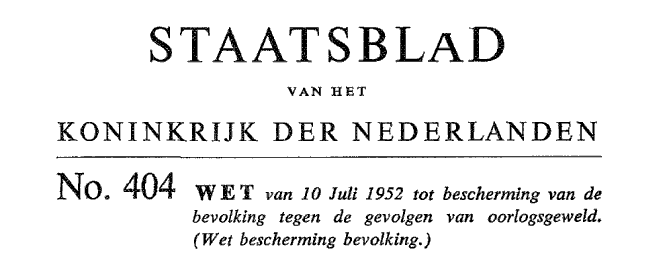 STAATSBLAD
VAN HET
KONINKRIJK DER NEDERLANDEN
No. 404 WET van 10 Juli 1952 tot bescherming van de
bevolking tegen de gevolgen van oorlogsgeweld.
(Wet bescherming bevolking.)